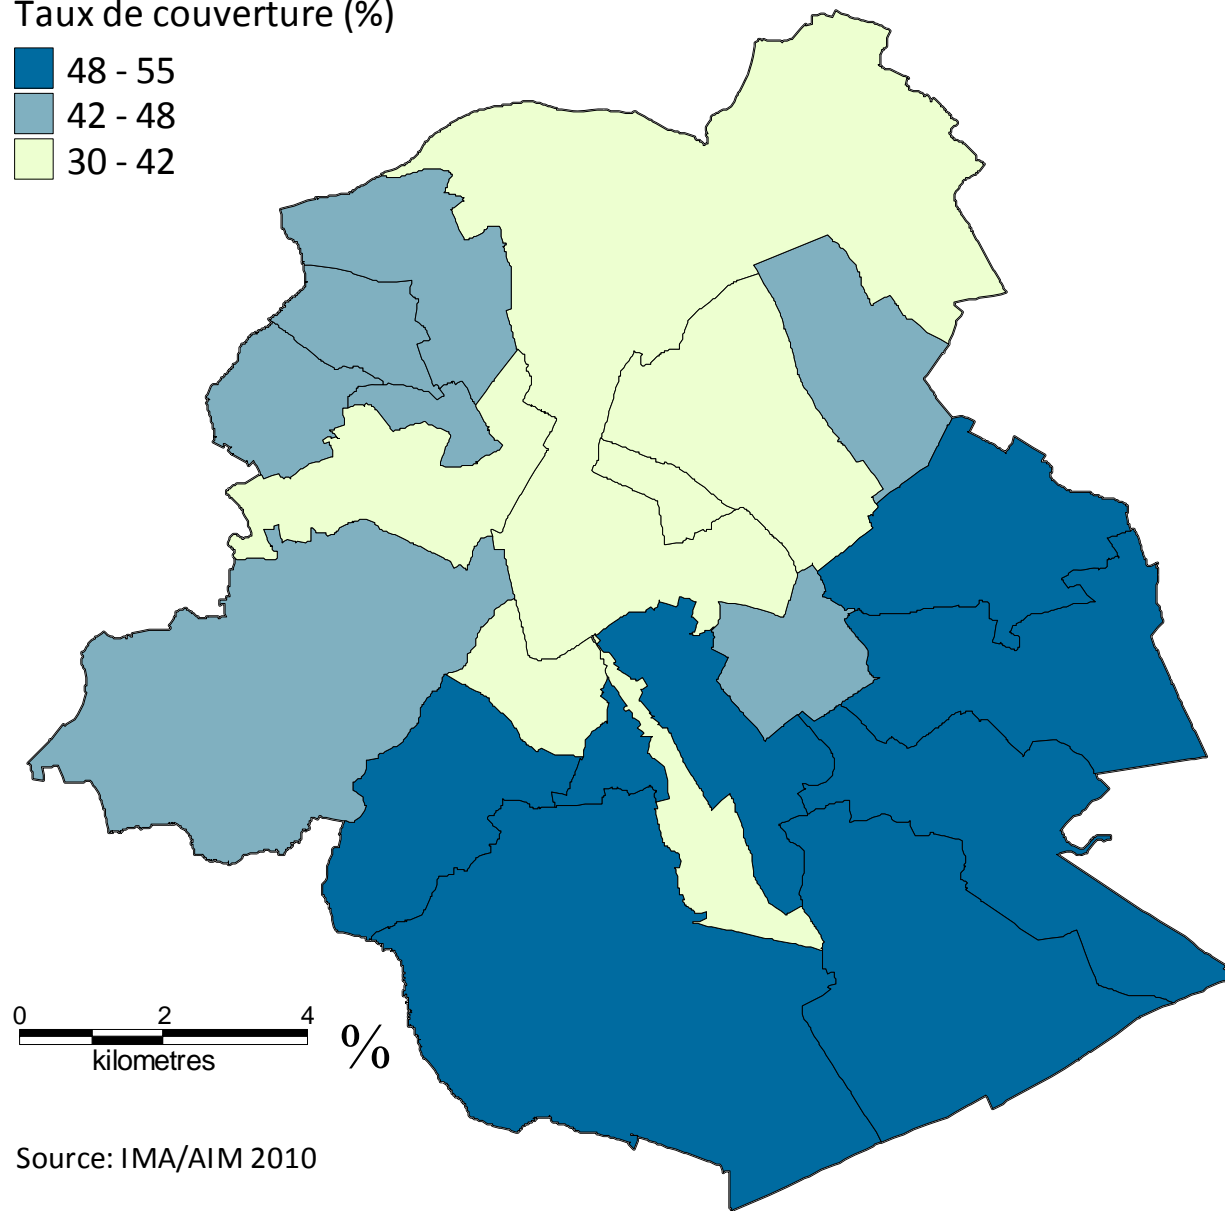 Taux de couverture (%)
48 - 55
42 - 48
30 - 42
0 2 4
kilometres
%
Source: IMA/AIM 2010